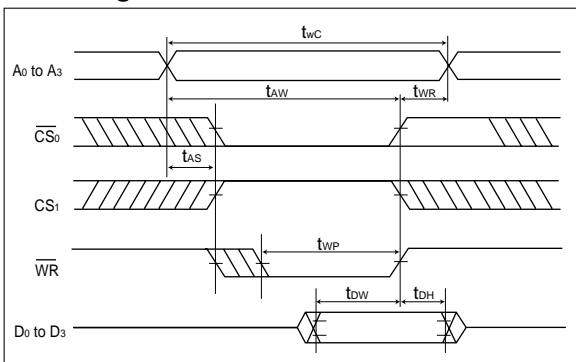 twC
A0 to A3
tAW
tWR
CS0
tAS
CS1
tWP
WR
tDW
tDH
D0 to D3